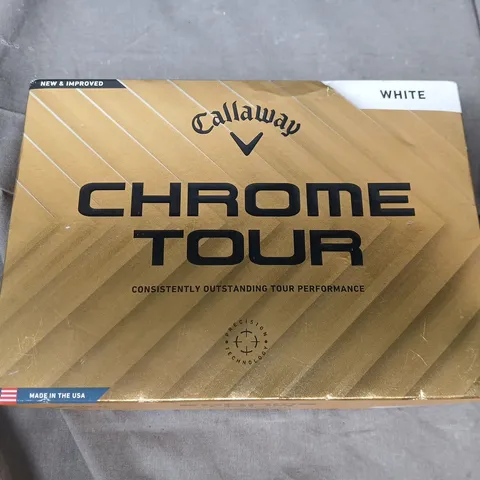 NEW & IMPROVED
WHITE
Callaway
CHROME
TOUR
CONSISTENTLY OUTSTANDING TOUR PERFORMANCE
PRECISION
TECHNOLOGY
MADE IN THE USA